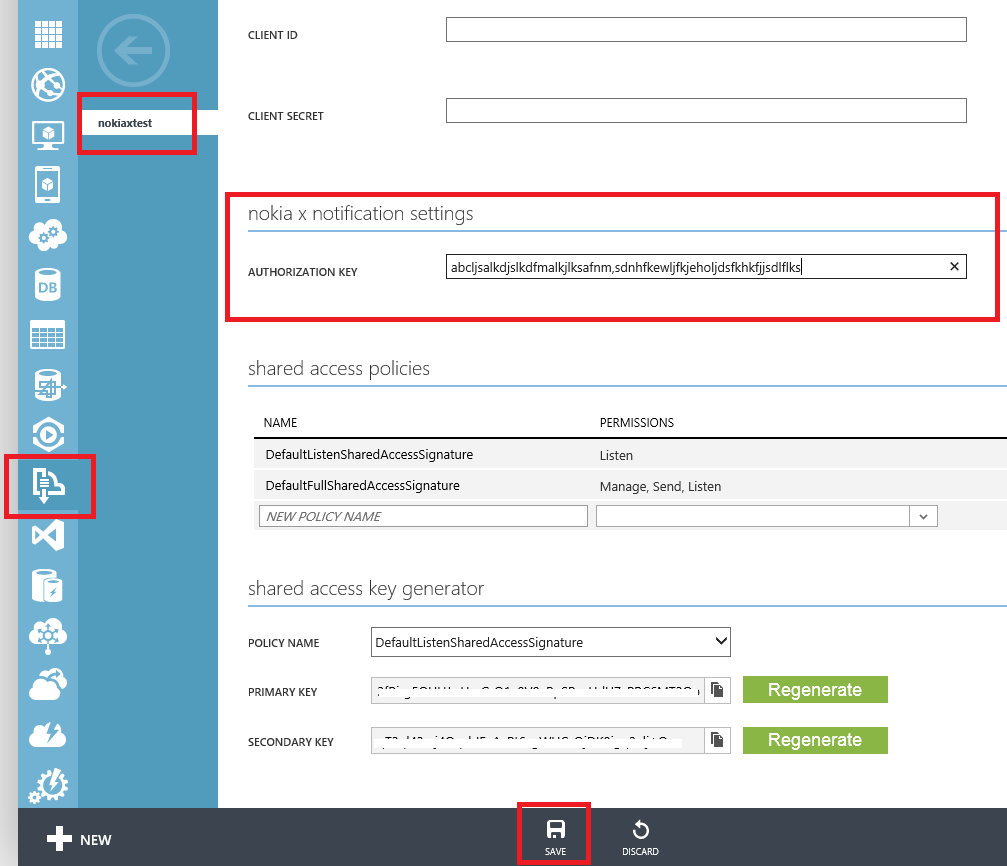 CLIENT ID
CLIENT SECRET
nokiaxtest
nokia x notification settings
AUTHORIZATION KEY
abcljsalkdjslkdfmalkjlksafnm,sdnhfkewljfkjeholjdsfkhkfjjsdlflks
shared access policies
NAME PERMISSIONS
DefaultListenSharedAccessSignature Listen
DefaultFullSharedAccessSignature Manage, Send, Listen
NEW POLICY NAME
shared access key generator
POLICY NAME DefaultListenSharedAccessSignature
PRIMARY KEY Regenerate
SECONDARY KEY Regenerate
DB
NEW SAVE DISCARD